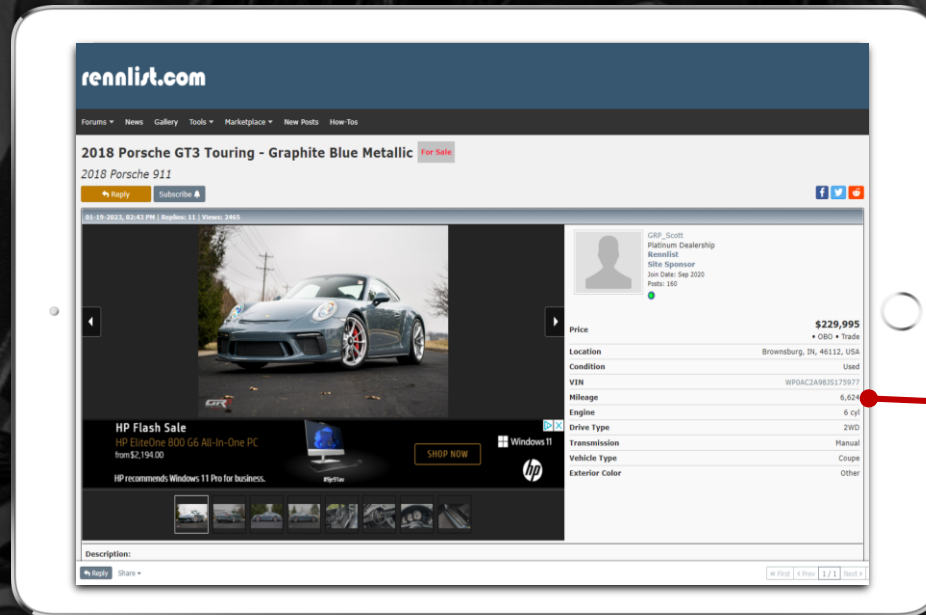 rennlist.com
Forums News Gallery Tools Marketplace New Posts How-Tos
2018 Porsche GT3 Touring - Graphite Blue Metallic For Sale
2018 Porsche 911
Reply Subscribe
01-19-2023, 02:43 PM | Replies: 11 | Views: 3465
GRP_Scott
Platinum Dealership
Rennlist
Site Sponsor
Join Date: Sep 2020
Posts: 160
Price $229,995
• OBO • Trade
Location Brownsburg, IN, 46112, USA
Condition Used
VIN WP0AC2A98JS175977
Mileage 6,624
Engine 6 cyl
Drive Type 2WD
Transmission Manual
Vehicle Type Coupe
Exterior Color Other
HP Flash Sale
HP EliteOne 800 G6 All-In-One PC
from $2,194.00
SHOP NOW
Windows 11
hp
HP recommends Windows 11 Pro for business.
Description:
Reply Share
« First < Prev 1 / 1 Next >